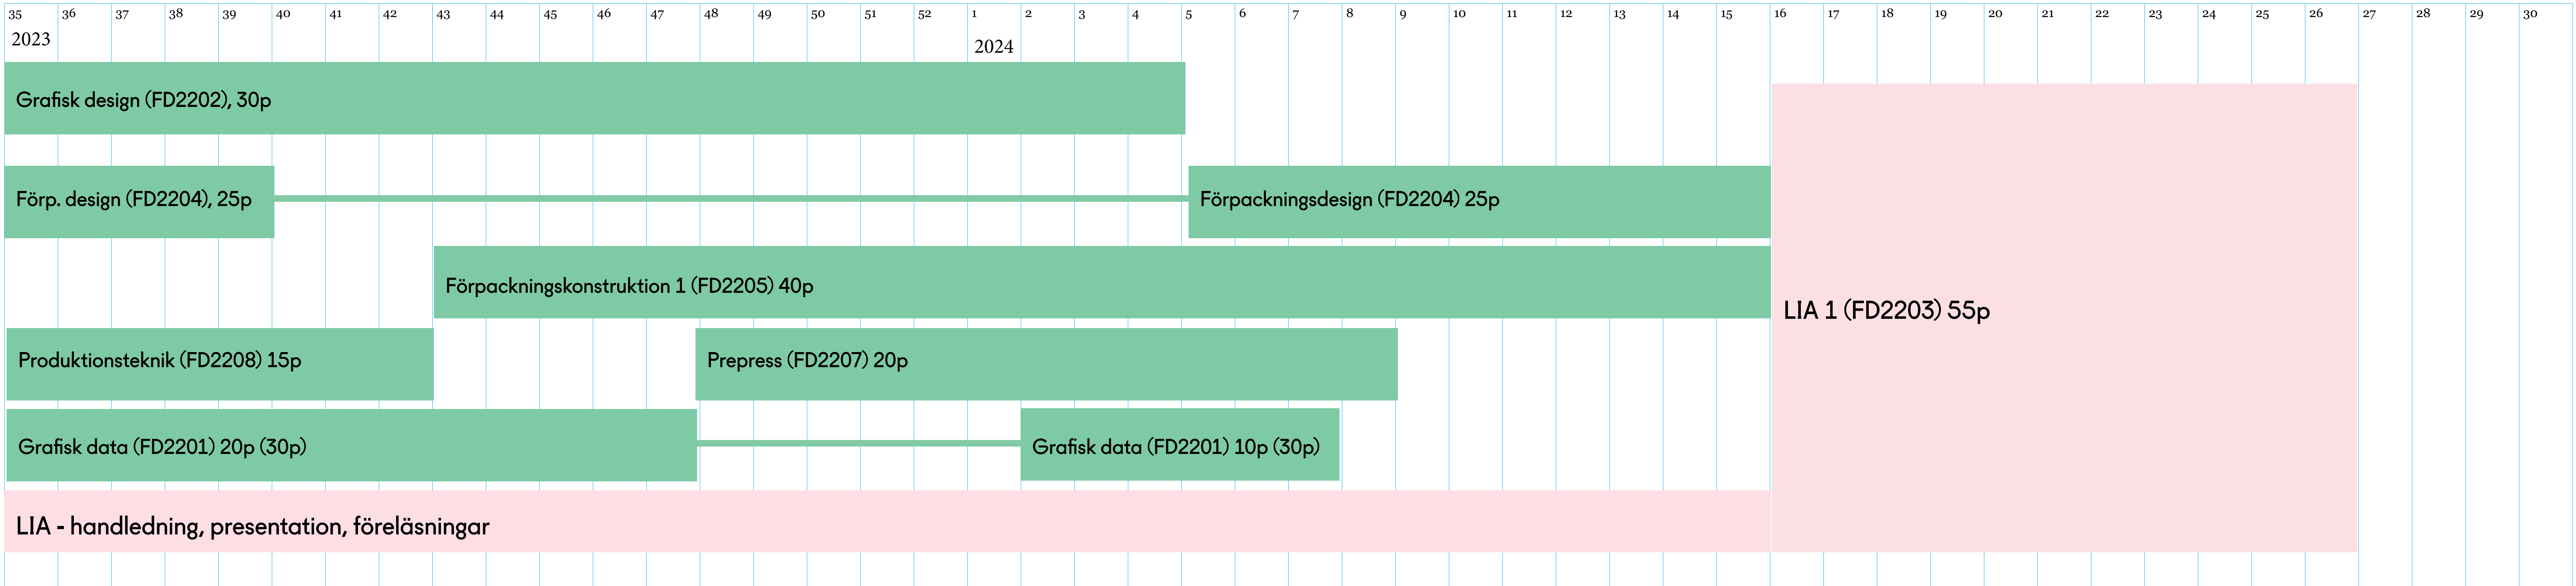 35 36 37 38 39 40 41 42 43 44 45 46 47 48 49 50 51 52 1 2 3 4 5 6 7 8 9 10 11 12 13 14 15 16 17 18 19 20 21 22 23 24 25 26 27 28 29 30
2023 2024
Grafisk design (FD2202), 30p
Förp. design (FD2204), 25p
Förpackningsdesign (FD2204) 25p
Förpackningskonstruktion 1 (FD2205) 40p
LIA 1 (FD2203) 55p
Produktionsteknik (FD2208) 15p
Prepress (FD2207) 20p
Grafisk data (FD2201) 20p (30p)
Grafisk data (FD2201) 10p (30p)
LIA - handledning, presentation, föreläsningar